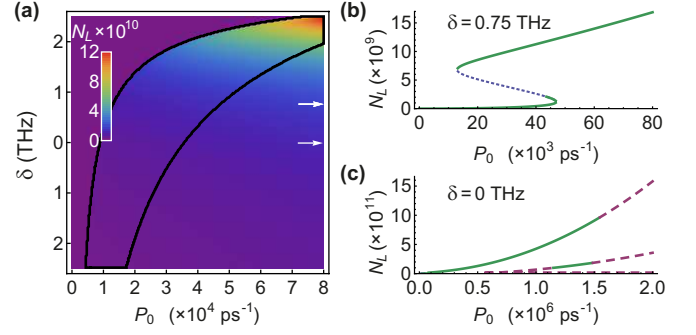 (a)
N_L ×10^10
12
8
4
0
δ (THz)
2
1
0
1
2
0 1 2 3 4 5 6 7 8
P_0 (×10^4 ps^-1)
(b)
δ = 0.75 THz
N_L (×10^9)
15
10
5
0
0 20 40 60 80
P_0 (×10^3 ps^-1)
(c)
δ = 0 THz
N_L (×10^11)
15
10
5
0
0.0 0.5 1.0 1.5 2.0
P_0 (×10^6 ps^-1)